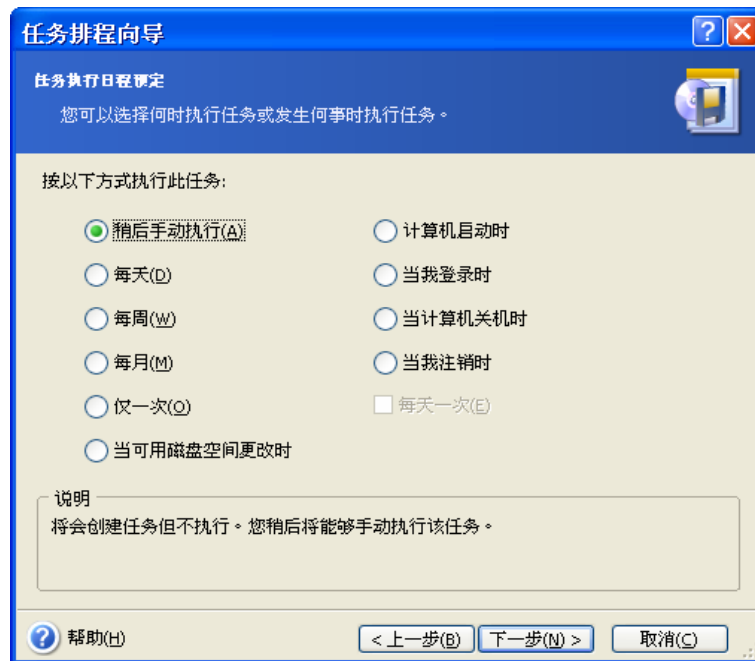 任务排程向导
任务执行日程预定
您可以选择何时执行任务或发生何事时执行任务。
按以下方式执行此任务:
稍后手动执行(A)
每天(D)
每周(W)
每月(M)
仅一次(O)
当可用磁盘空间更改时
计算机启动时
当我登录时
当计算机关机时
当我注销时
每天一次(E)
说明
将会创建任务但不执行。您稍后将能够手动执行该任务。
帮助(H)
< 上一步(B)
下一步(N) >
取消(C)